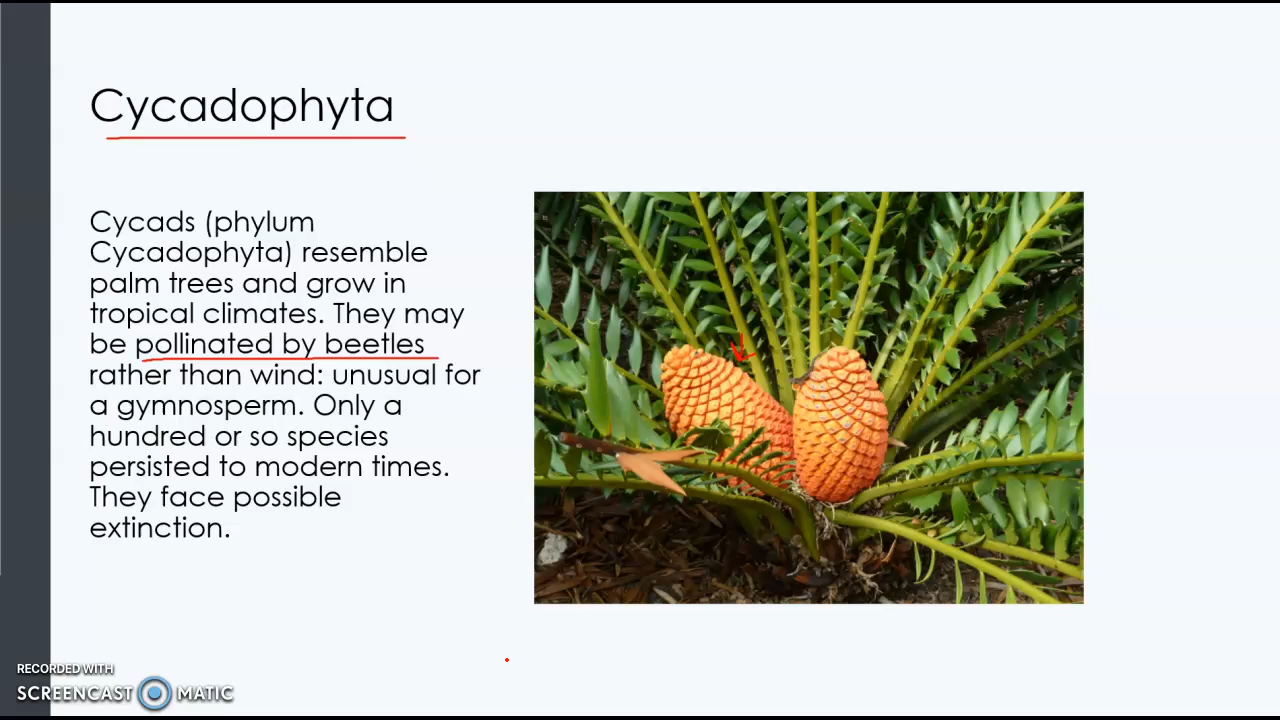 Cycadophyta
Cycads (phylum
Cycadophyta) resemble
palm trees and grow in
tropical climates. They may
be pollinated by beetles
rather than wind: unusual for
a gymnosperm. Only a
hundred or so species
persisted to modern times.
They face possible
extinction.
RECORDED WITH
SCREENCAST MATIC